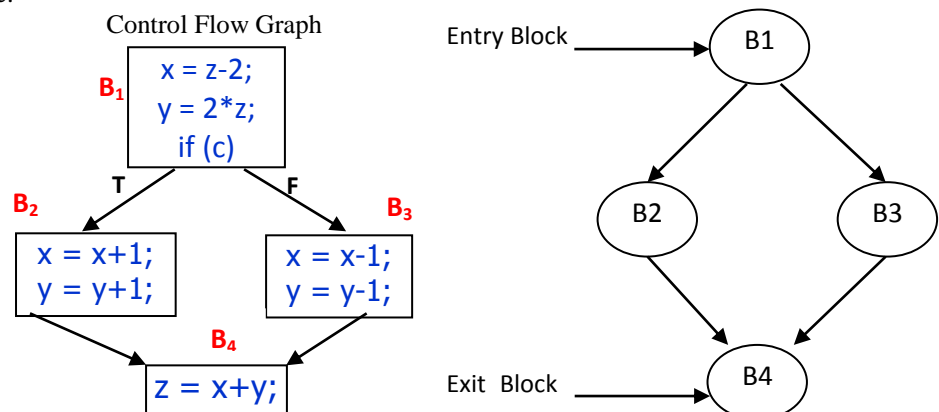 Control Flow Graph
B1
x = z-2;
y = 2*z;
if (c)
T
F
B2
x = x+1;
y = y+1;
B3
x = x-1;
y = y-1;
B4
z = x+y;
Entry Block
B1
B2
B3
Exit Block
B4